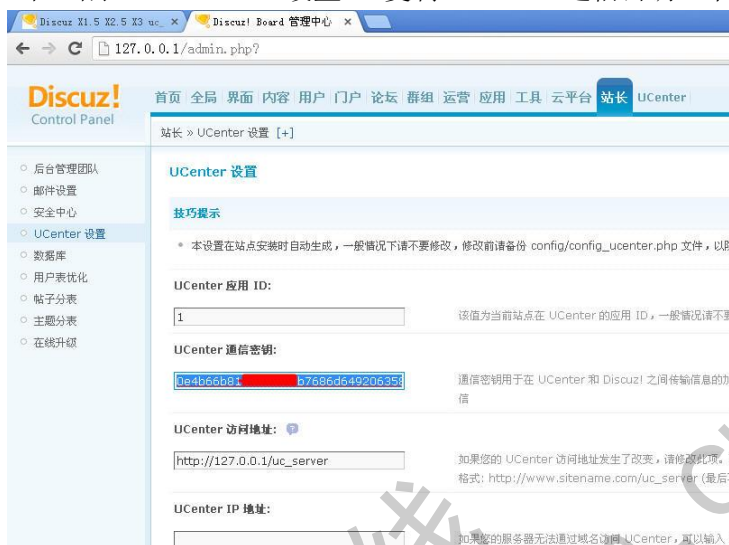 Discuz X1.5 X2.5 X3 uc_ × Discuz! Board 管理中心 ×
127.0.0.1/admin.php?
Discuz!
Control Panel
首页 全局 界面 内容 用户 门户 论坛 群组 运营 应用 工具 云平台 站长 UCenter
站长 » UCenter 设置 [+]
后台管理团队
邮件设置
安全中心
UCenter 设置
数据库
用户表优化
帖子分表
主题分表
在线升级
UCenter 设置
技巧提示
本设置在站点安装时自动生成，一般情况下请不要修改，修改前请备份 config/config_ucenter.php 文件，以
UCenter 应用 ID:
1
该值为当前站点在 UCenter 的应用 ID，一般情况请不
UCenter 通信密钥:
0e4b66b81 b7686d649206358
通信密钥用于在 UCenter 和 Discuz! 之间传输信息的加
信
UCenter 访问地址:
http://127.0.0.1/uc_server
如果您的 UCenter 访问地址发生了改变，请修改此项。
格式: http://www.sitename.com/uc_server (最后
UCenter IP 地址:
如果您的服务器无法通过域名访问 UCenter，可以输入